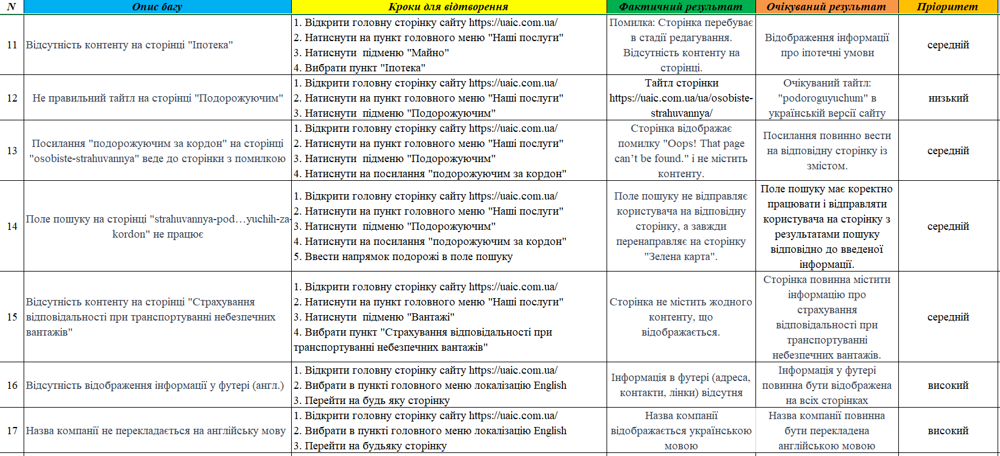 N Опис багу Кроки для відтворення Фактичний результат Очікуваний результат Пріоритет
11
Відсутність контенту на сторінці "Іпотека"
1. Відкрити головну сторінку сайту https://uaic.com.ua/
2. Натиснути на пункт головного меню "Наші послуги"
3. Натиснути  підменю "Майно"
4. Вибрати пункт "Іпотека"
Помилка: Сторінка перебуває
в стадії редагування.
Відсутність контенту на
сторінці.
Відображення інформації
про іпотечні умови
середній
12
Не правильний тайтл на сторінці "Подорожуючим"
1. Відкрити головну сторінку сайту https://uaic.com.ua/
2. Натиснути на пункт головного меню "Наші послуги"
3. Натиснути  підменю "Подорожуючим"
Тайтл сторінки
https://uaic.com.ua/ua/osobiste-
strahuvannya/
Очікуваний тайтл:
"podoroguyuchum" в
українській версії сайту
низький
13
Посилання "подорожуючим за кордон" на сторінці
"osobiste-strahuvannya" веде до сторінки з помилкою
1. Відкрити головну сторінку сайту https://uaic.com.ua/
2. Натиснути на пункт головного меню "Наші послуги"
3. Натиснути  підменю "Подорожуючим"
4. Натиснути на посилання "подорожуючим за кордон"
Сторінка відображає
помилку "Oops! That page
can’t be found." і не містить
контенту.
Посилання повинно вести
на відповідну сторінку із
змістом.
середній
14
Поле пошуку на сторінці "strahuvannya-pod…yuchih-za-
kordon" не працює
1. Відкрити головну сторінку сайту https://uaic.com.ua/
2. Натиснути на пункт головного меню "Наші послуги"
3. Натиснути  підменю "Подорожуючим"
4. Натиснути на посилання "подорожуючим за кордон"
5. Ввести напрямок подорожі в поле пошуку
Поле пошуку не відправляє
користувача на відповідну
сторінку, а завжди
перенаправляє на сторінку
"Зелена карта".
Поле пошуку має коректно
працювати і відправляти
користувача на сторінку з
результатами пошуку
відповідно до введеної
інформації.
середній
15
Відсутність контенту на сторінці "Страхування
відповідальності при транспортуванні небезпечних
вантажів"
1. Відкрити головну сторінку сайту https://uaic.com.ua/
2. Натиснути на пункт головного меню "Наші послуги"
3. Натиснути  підменю "Вантажі"
4. Вибрати пункт "Страхування відповідальності при
транспортуванні небезпечних вантажів"
Сторінка не містить жодного
контенту, що
відображається.
Сторінка повинна містити
інформацію про
страхування
відповідальності при
транспортуванні
небезпечних вантажів.
середній
16
Відсутність відображення інформації у футері (англ.)
1. Відкрити головну сторінку сайту https://uaic.com.ua/
2. Вибрати в пункті головного меню локалізацію English
3. Перейти на будь яку сторінку
Інформація в футері (адреса,
контакти, лінки) відсутня
Інформація у футері
повинна бути відображена
на всіх сторінках
високий
17
Назва компанії не перекладається на англійську мову
1. Відкрити головну сторінку сайту https://uaic.com.ua/
2. Вибрати в пункті головного меню локалізацію English
3. Перейти на будьяку сторінку
Назва компанії
відображається українською
мовою
Назва компанії повинна
бути перекладена
англійською мовою
високий